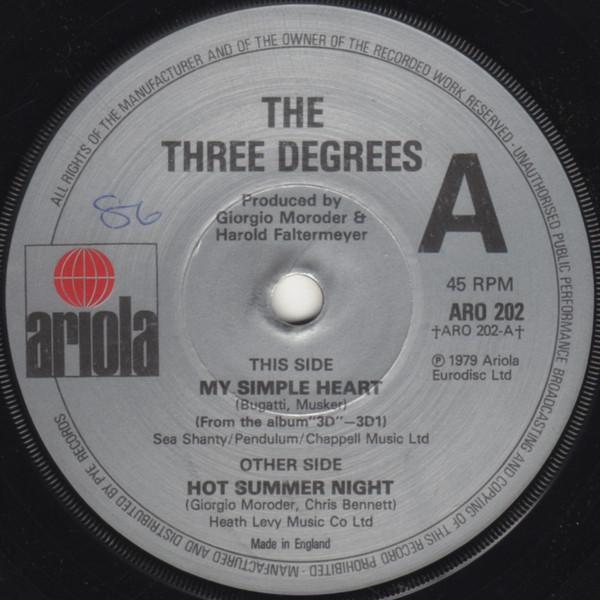 ALL RIGHTS OF THE MANUFACTURER AND OF THE OWNER OF THE RECORDED WORK RESERVED · UNAUTHORISED PUBLIC PERFORMANCE BROADCASTING AND COPYING OF THIS RECORD PROHIBITED · MANUFACTURED AND DISTRIBUTED BY PYE RECORDS
THE
THREE DEGREES
A
86
Produced by
Giorgio Moroder &
Harold Faltermeyer
ariola
45 RPM
ARO 202
†ARO 202-A†
℗ 1979 Ariola
Eurodisc Ltd
THIS SIDE
MY SIMPLE HEART
(Bugatti, Musker)
(From the album"3D"—3D1)
Sea Shanty/Pendulum/Chappell Music Ltd
OTHER SIDE
HOT SUMMER NIGHT
(Giorgio Moroder, Chris Bennett)
Heath Levy Music Co Ltd
Made in England